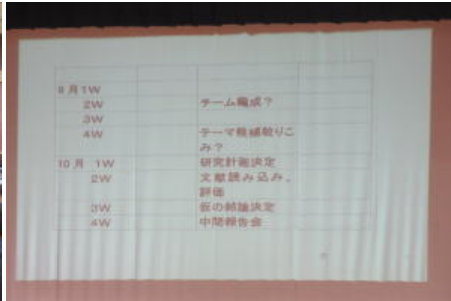 9月1W
2W チーム編成？
3W
4W テーマ候補絞りこ
み？
10月 1W 研究計画決定
2W 文献読み込み、
評価
3W 仮の結論決定
4W 中間報告会